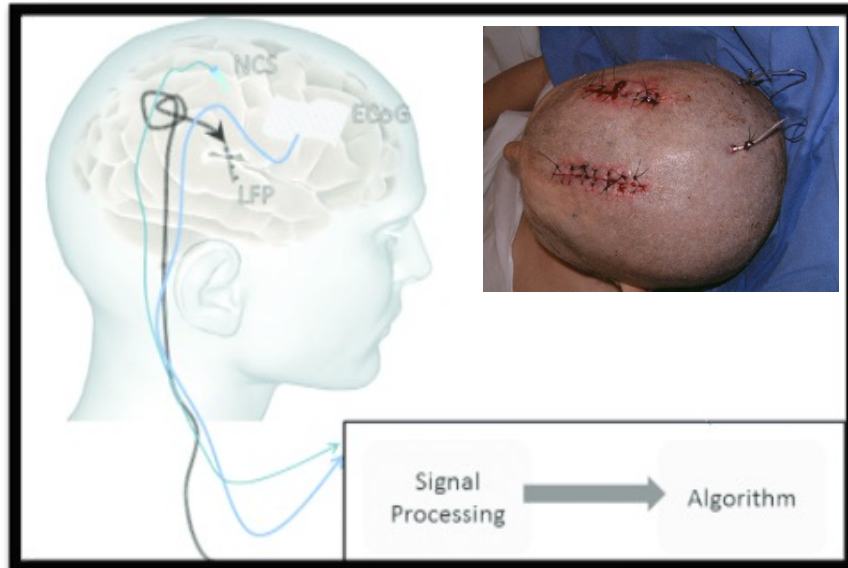 NCS
ECoG
LFP
Signal
Processing
Algorithm